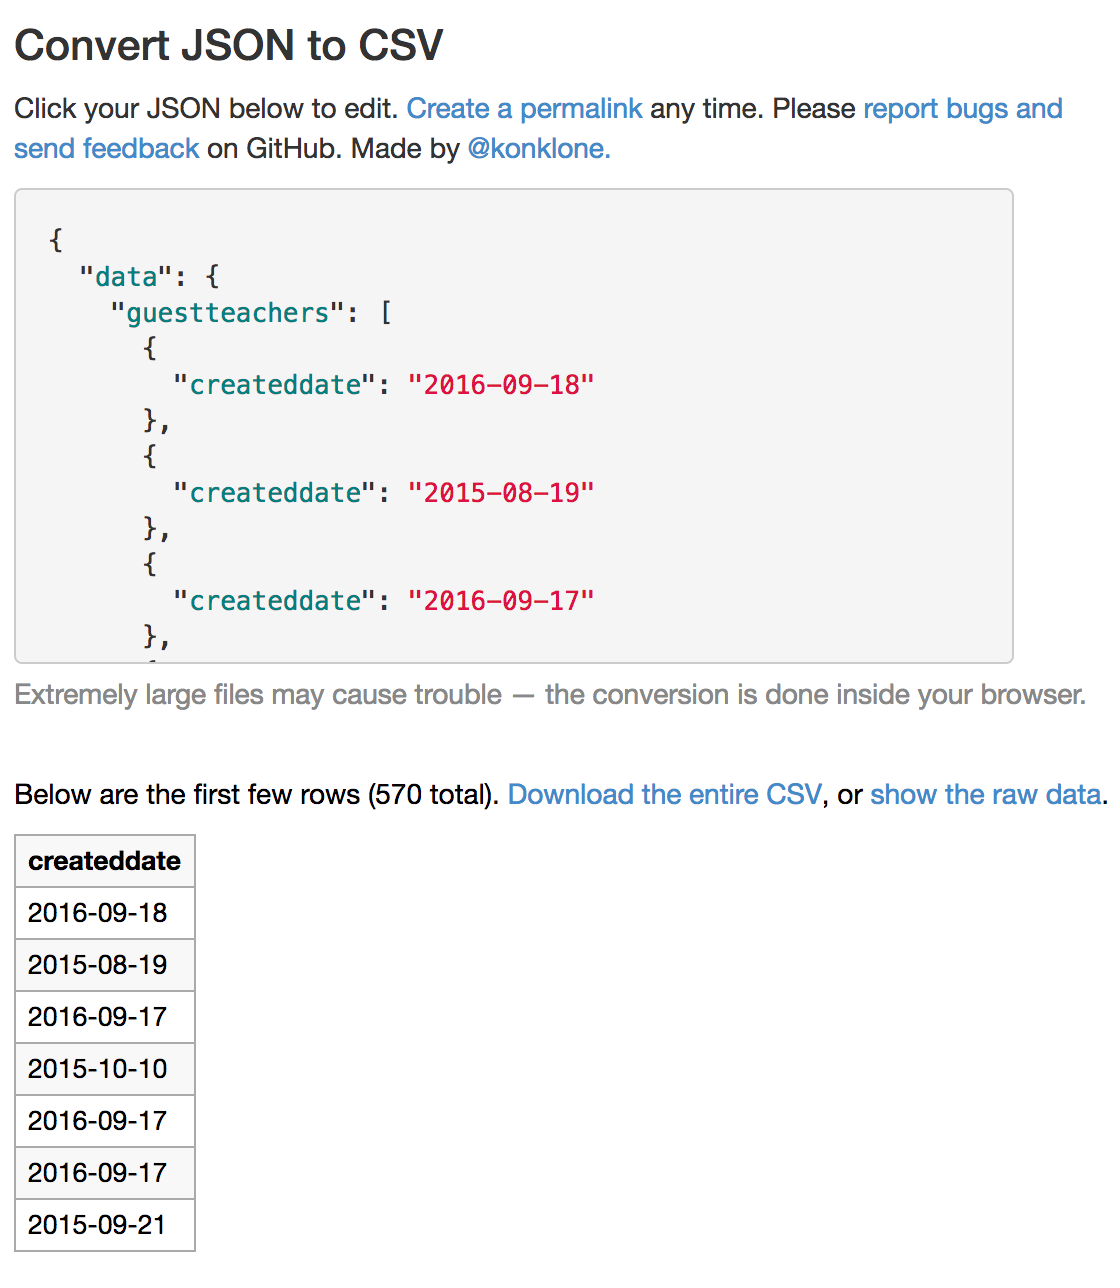 Convert JSON to CSV
Click your JSON below to edit. Create a permalink any time. Please report bugs and
send feedback on GitHub. Made by @konklone.
{
"data": {
"guestteachers": [
{
"createddate": "2016-09-18"
},
{
"createddate": "2015-08-19"
},
{
"createddate": "2016-09-17"
},
Extremely large files may cause trouble — the conversion is done inside your browser.
Below are the first few rows (570 total). Download the entire CSV, or show the raw data.
createddate
2016-09-18
2015-08-19
2016-09-17
2015-10-10
2016-09-17
2016-09-17
2015-09-21